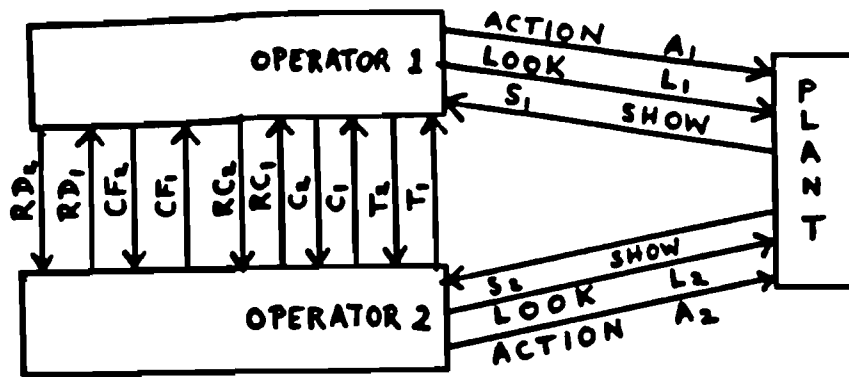 OPERATOR 1
ACTION A1
LOOK L1
S1 SHOW
PLANT
RD2 RD1 CF2 CF1 RC2 RC1 C2 C1 T2 T1
OPERATOR 2
S2 SHOW
LOOK L2
ACTION A2